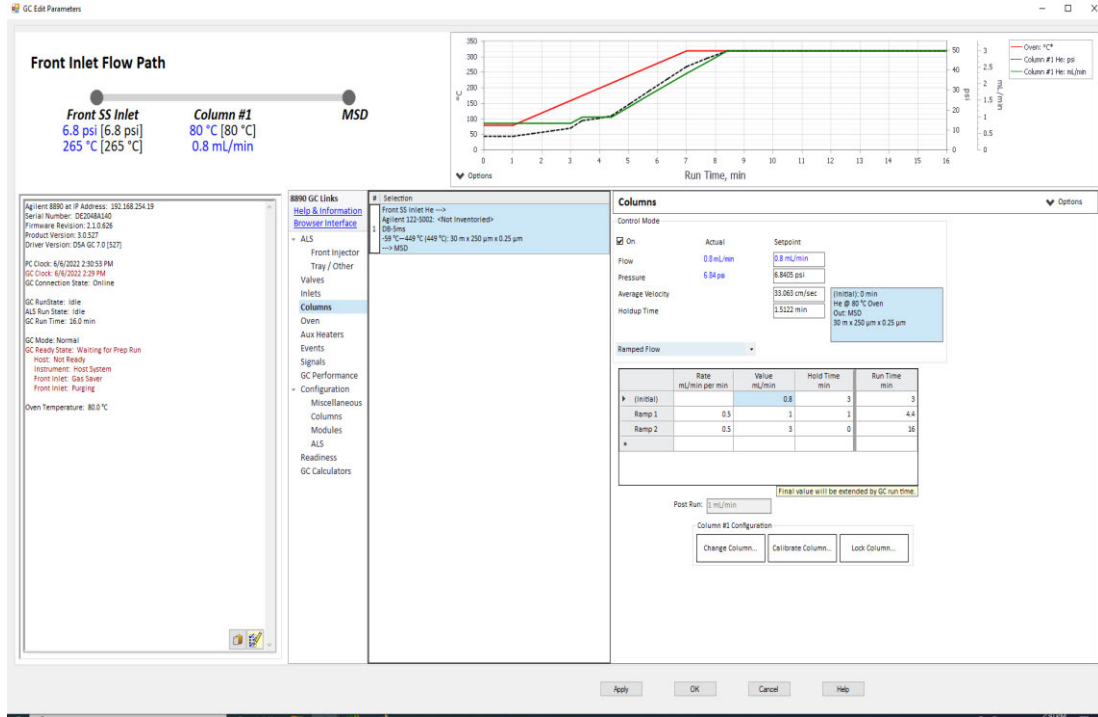 GC Edit Parameters
Front Inlet Flow Path
Front SS Inlet Column #1 MSD
6.8 psi [6.8 psi] 80 °C [80 °C]
265 °C [265 °C] 0.8 mL/min
°C
350
300
250
200
150
100
50
0
0 1 2 3 4 5 6 7 8 9 10 11 12 13 14 15 16
Run Time, min
Options
50
40
30
20
10
0
psi
3
2.5
2
1.5
1
0.5
0
mL/min
Oven: °C*
Column #1 He: psi
Column #1 He: mL/min
Agilent 8890 at IP Address: 192.168.254.19
Serial Number: DE2048A140
Firmware Revision: 2.1.0.626
Product Version: 3.0.527
Driver Version: DSA GC 7.0 [527]
PC Clock: 6/6/2022 2:30:53 PM
GC Clock: 6/6/2022 2:29 PM
GC Connection State: Online
GC RunState: Idle
ALS Run State: Idle
GC Run Time: 16.0 min
GC Mode: Normal
GC Ready State: Waiting for Prep Run
Host: Not Ready
Instrument: Host System
Front Inlet: Gas Saver
Front Inlet: Purging
Oven Temperature: 80.0 °C
8890 GC Links
Help & Information
Browser Interface
ALS
Front Injector
Tray / Other
Valves
Inlets
Columns
Oven
Aux Heaters
Events
Signals
GC Performance
Configuration
Miscellaneous
Columns
Modules
ALS
Readiness
GC Calculators
# Selection
1
Front SS Inlet He --->
Agilent 122-5002: <Not Inventoried>
DB-5ms
-59 °C—449 °C (449 °C): 30 m x 250 µm x 0.25 µm
---> MSD
Columns
Options
Control Mode
On Actual Setpoint
Flow 0.8 mL/min 0.8 mL/min
Pressure 6.84 psi 6.8405 psi
Average Velocity 33.063 cm/sec
Holdup Time 1.5122 min
(Initial): 0 min
He @ 80 °C Oven
Out: MSD
30 m x 250 µm x 0.25 µm
Ramped Flow
Rate Value Hold Time Run Time
mL/min per min mL/min min min
(Initial) 0.8 3 3
Ramp 1 0.5 1 1 4.4
Ramp 2 0.5 3 0 16
*
Final value will be extended by GC run time.
Post Run: 1 mL/min
Column #1 Configuration
Change Column... Calibrate Column... Lock Column...
Apply OK Cancel Help